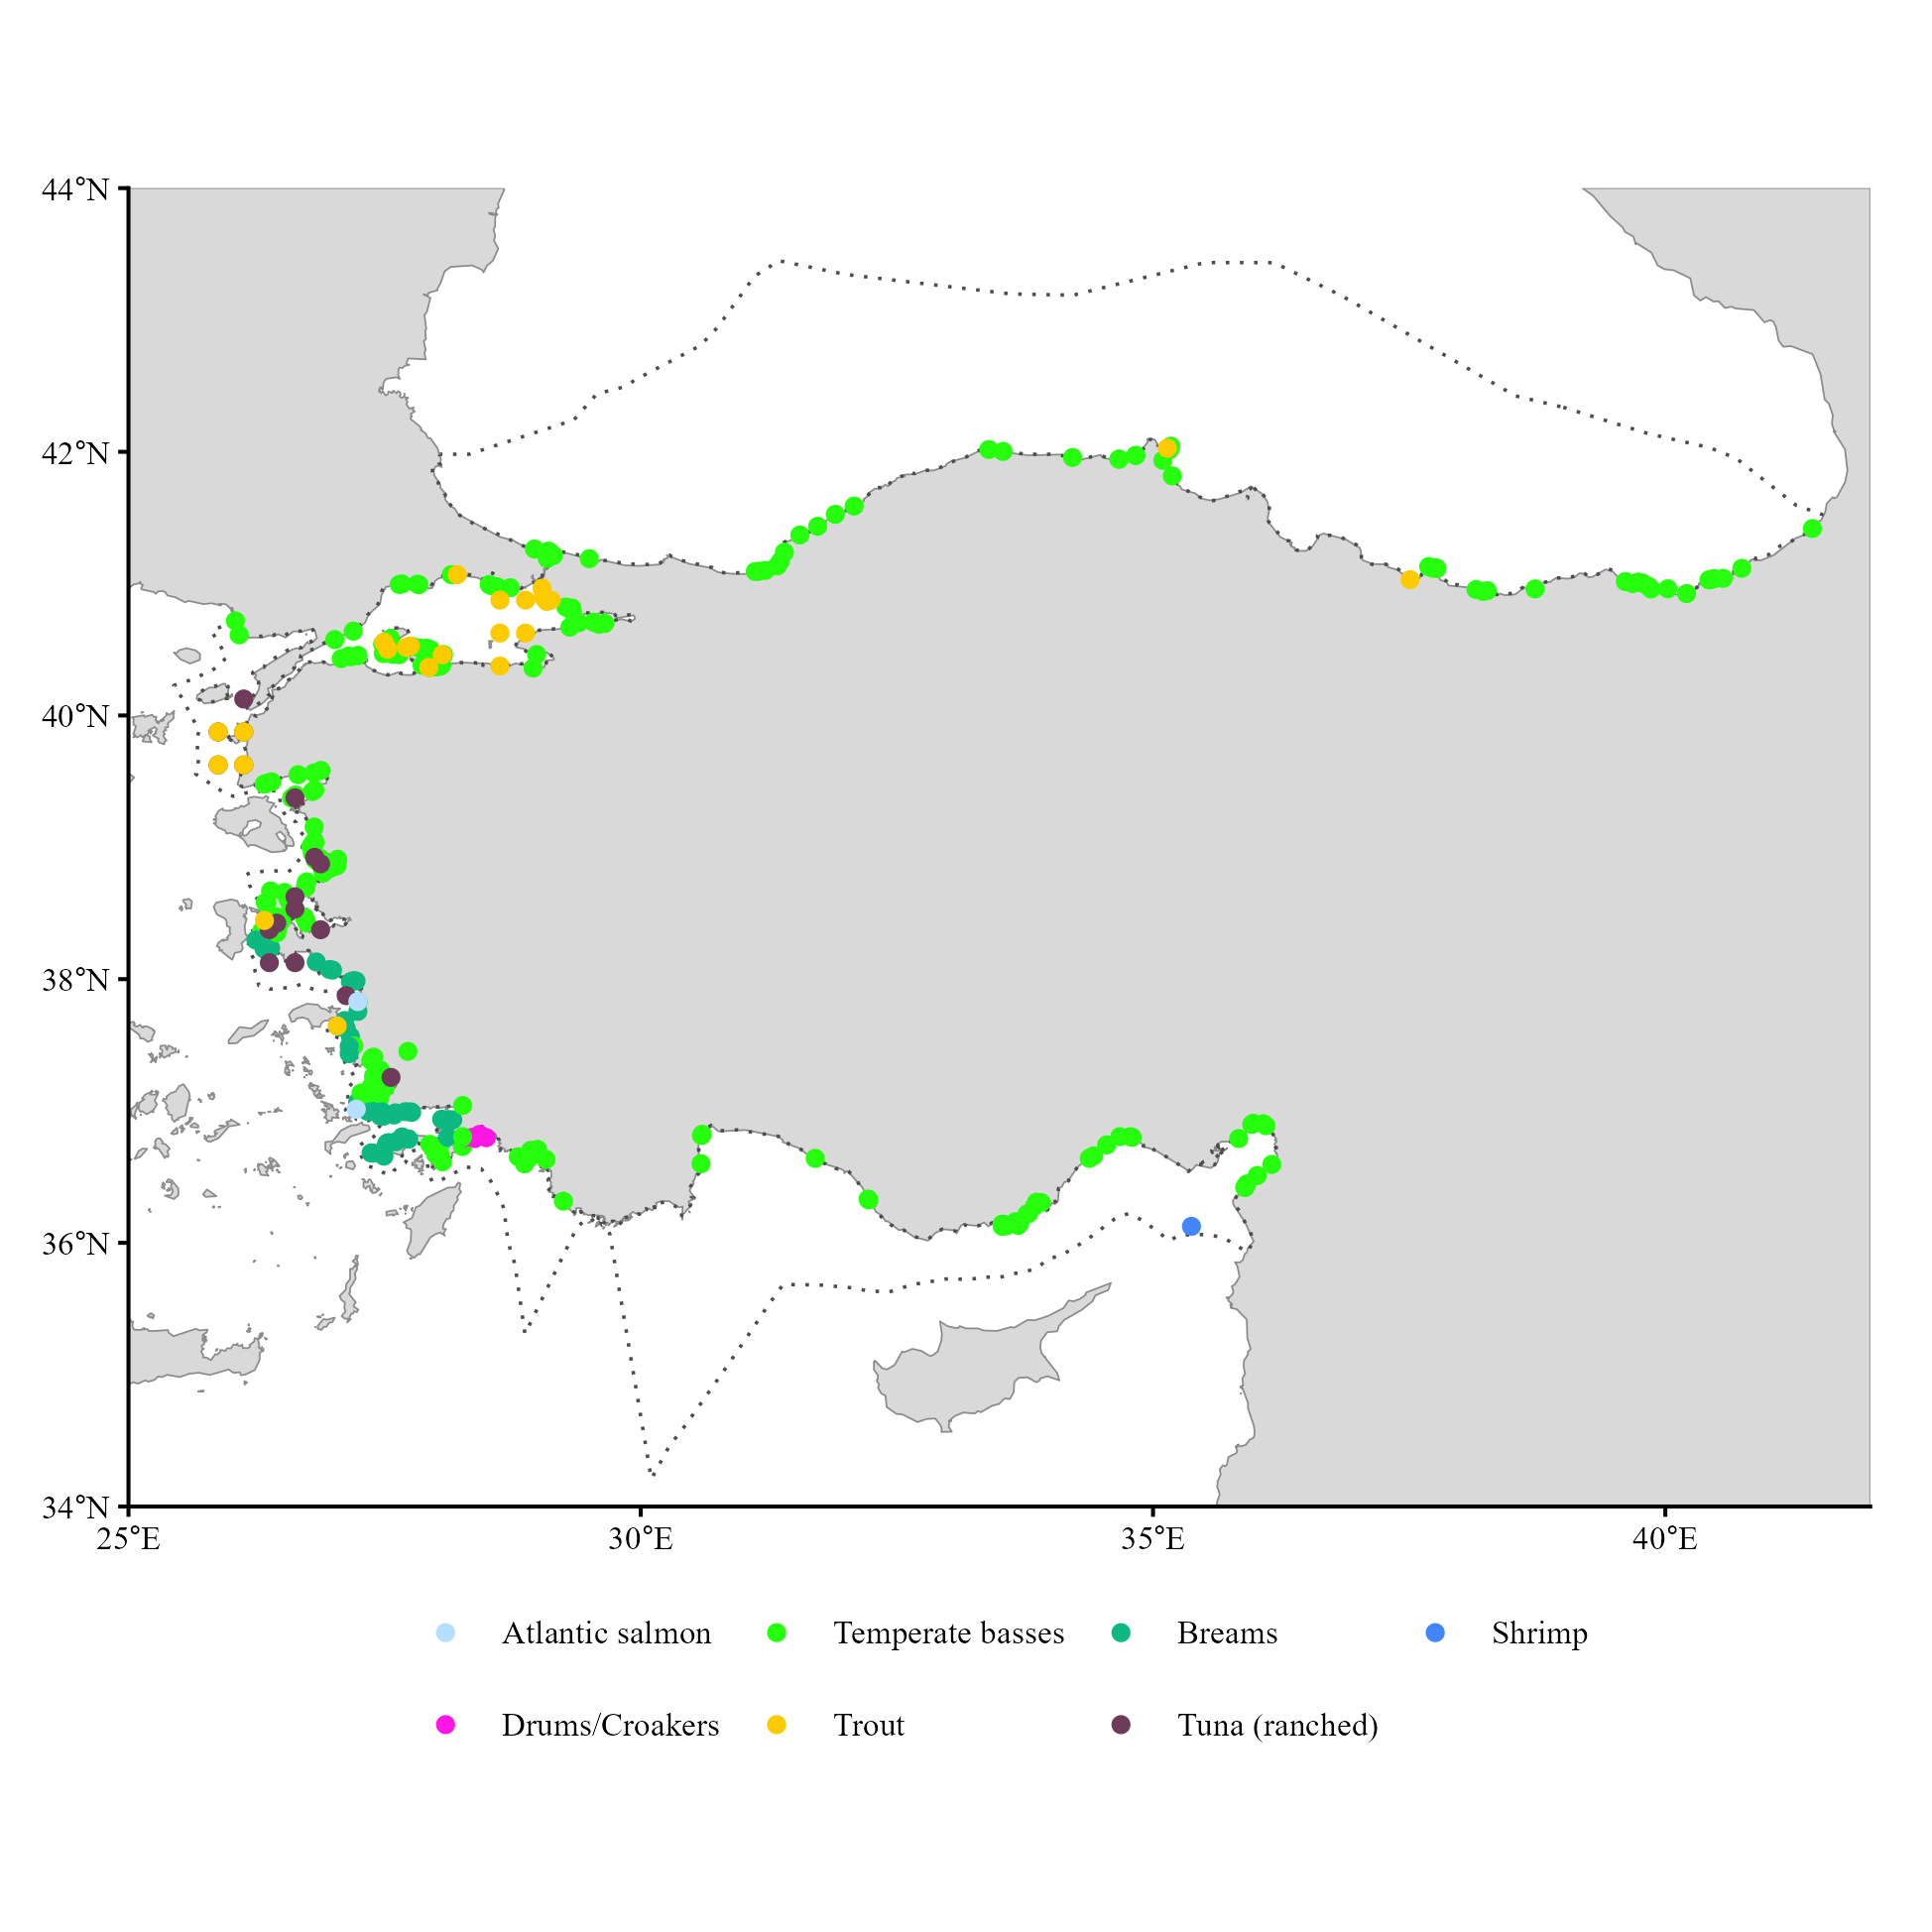 44°N
42°N
40°N
38°N
36°N
34°N
25°E 30°E 35°E 40°E
Atlantic salmon Temperate basses Breams Shrimp
Drums/Croakers Trout Tuna (ranched)